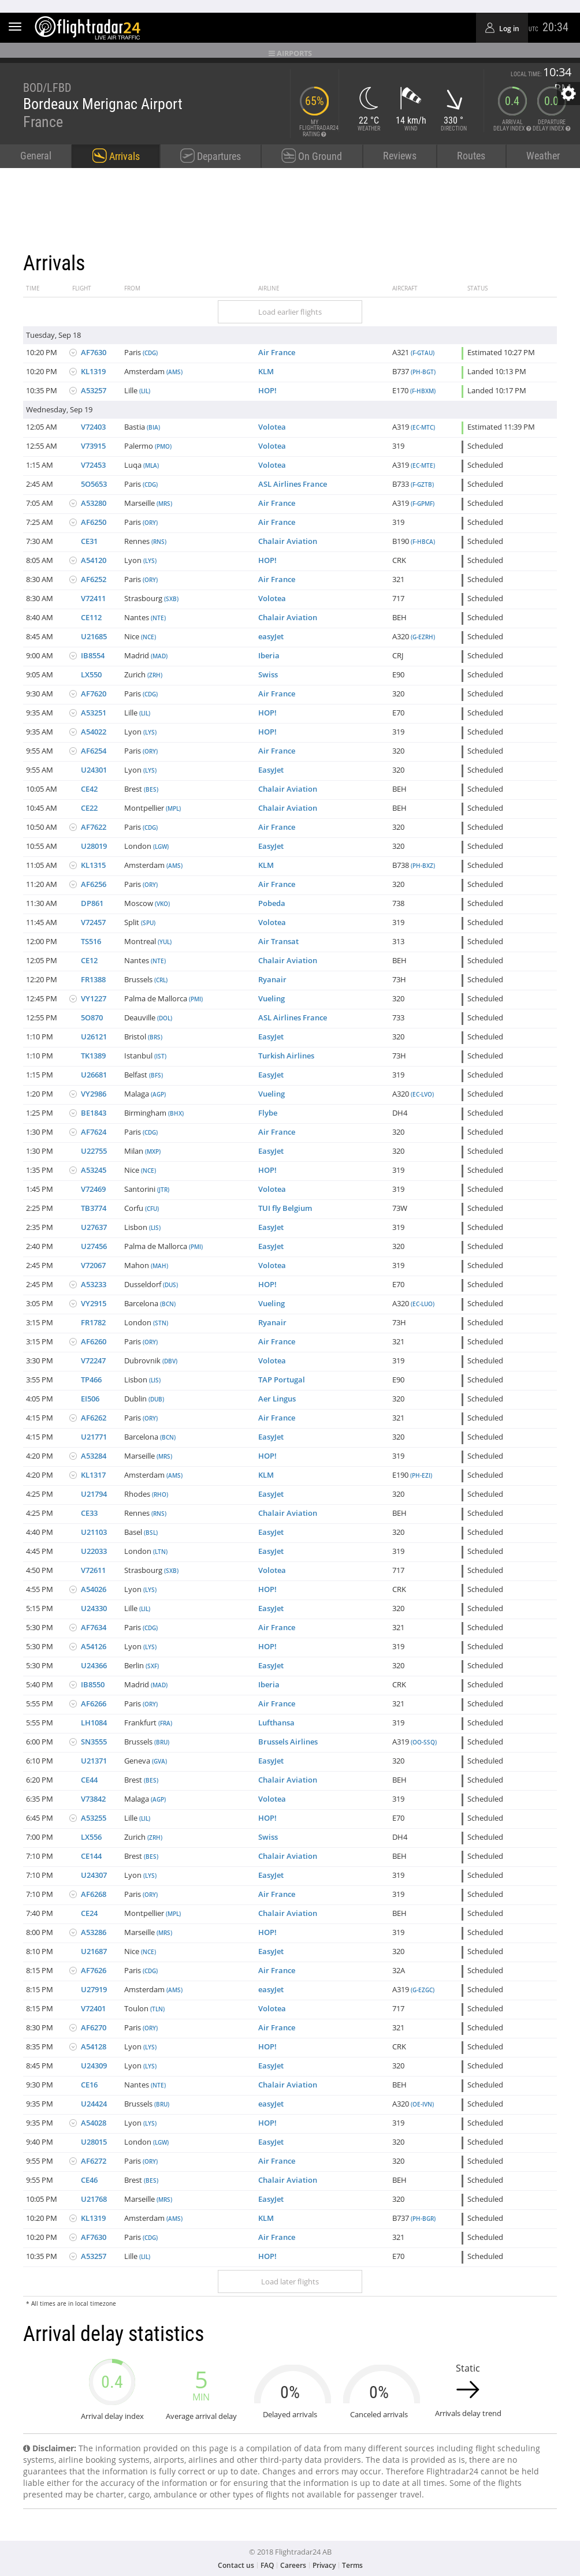 flightradar24
LIVE AIR TRAFFIC
Log in
UTC 20:34
AIRPORTS
LOCAL TIME: 10:34
BOD/LFBD
Bordeaux Merignac Airport
France
65%
MY FLIGHTRADAR24 RATING
22 °C
WEATHER
14 km/h
WIND
330 °
DIRECTION
0.4
ARRIVAL DELAY INDEX
0.0
DEPARTURE DELAY INDEX
General Arrivals Departures On Ground Reviews Routes Weather
Arrivals
TIME FLIGHT FROM AIRLINE AIRCRAFT STATUS
Load earlier flights
Tuesday, Sep 18
10:20 PM AF7630 Paris (CDG) Air France A321 (F-GTAU) Estimated 10:27 PM
10:20 PM KL1319 Amsterdam (AMS) KLM B737 (PH-BGT) Landed 10:13 PM
10:35 PM A53257 Lille (LIL) HOP! E170 (F-HBXM) Landed 10:17 PM
Wednesday, Sep 19
12:05 AM V72403 Bastia (BIA) Volotea A319 (EC-MTC) Estimated 11:39 PM
12:55 AM V73915 Palermo (PMO) Volotea 319 Scheduled
1:15 AM V72453 Luqa (MLA) Volotea A319 (EC-MTE) Scheduled
2:45 AM 5O5653 Paris (CDG) ASL Airlines France B733 (F-GZTB) Scheduled
7:05 AM A53280 Marseille (MRS) Air France A319 (F-GPMF) Scheduled
7:25 AM AF6250 Paris (ORY) Air France 319 Scheduled
7:30 AM CE31 Rennes (RNS) Chalair Aviation B190 (F-HBCA) Scheduled
8:05 AM A54120 Lyon (LYS) HOP! CRK Scheduled
8:30 AM AF6252 Paris (ORY) Air France 321 Scheduled
8:30 AM V72411 Strasbourg (SXB) Volotea 717 Scheduled
8:40 AM CE112 Nantes (NTE) Chalair Aviation BEH Scheduled
8:45 AM U21685 Nice (NCE) easyJet A320 (G-EZRH) Scheduled
9:00 AM IB8554 Madrid (MAD) Iberia CRJ Scheduled
9:05 AM LX550 Zurich (ZRH) Swiss E90 Scheduled
9:30 AM AF7620 Paris (CDG) Air France 320 Scheduled
9:35 AM A53251 Lille (LIL) HOP! E70 Scheduled
9:35 AM A54022 Lyon (LYS) HOP! 319 Scheduled
9:55 AM AF6254 Paris (ORY) Air France 320 Scheduled
9:55 AM U24301 Lyon (LYS) EasyJet 320 Scheduled
10:05 AM CE42 Brest (BES) Chalair Aviation BEH Scheduled
10:45 AM CE22 Montpellier (MPL) Chalair Aviation BEH Scheduled
10:50 AM AF7622 Paris (CDG) Air France 320 Scheduled
10:55 AM U28019 London (LGW) EasyJet 320 Scheduled
11:05 AM KL1315 Amsterdam (AMS) KLM B738 (PH-BXZ) Scheduled
11:20 AM AF6256 Paris (ORY) Air France 320 Scheduled
11:30 AM DP861 Moscow (VKO) Pobeda 738 Scheduled
11:45 AM V72457 Split (SPU) Volotea 319 Scheduled
12:00 PM TS516 Montreal (YUL) Air Transat 313 Scheduled
12:05 PM CE12 Nantes (NTE) Chalair Aviation BEH Scheduled
12:20 PM FR1388 Brussels (CRL) Ryanair 73H Scheduled
12:45 PM VY1227 Palma de Mallorca (PMI) Vueling 320 Scheduled
12:55 PM 5O870 Deauville (DOL) ASL Airlines France 733 Scheduled
1:10 PM U26121 Bristol (BRS) EasyJet 320 Scheduled
1:10 PM TK1389 Istanbul (IST) Turkish Airlines 73H Scheduled
1:15 PM U26681 Belfast (BFS) EasyJet 319 Scheduled
1:20 PM VY2986 Malaga (AGP) Vueling A320 (EC-LVO) Scheduled
1:25 PM BE1843 Birmingham (BHX) Flybe DH4 Scheduled
1:30 PM AF7624 Paris (CDG) Air France 320 Scheduled
1:30 PM U22755 Milan (MXP) EasyJet 320 Scheduled
1:35 PM A53245 Nice (NCE) HOP! 319 Scheduled
1:45 PM V72469 Santorini (JTR) Volotea 319 Scheduled
2:25 PM TB3774 Corfu (CFU) TUI fly Belgium 73W Scheduled
2:35 PM U27637 Lisbon (LIS) EasyJet 319 Scheduled
2:40 PM U27456 Palma de Mallorca (PMI) EasyJet 320 Scheduled
2:45 PM V72067 Mahon (MAH) Volotea 319 Scheduled
2:45 PM A53233 Dusseldorf (DUS) HOP! E70 Scheduled
3:05 PM VY2915 Barcelona (BCN) Vueling A320 (EC-LUO) Scheduled
3:15 PM FR1782 London (STN) Ryanair 73H Scheduled
3:15 PM AF6260 Paris (ORY) Air France 321 Scheduled
3:30 PM V72247 Dubrovnik (DBV) Volotea 319 Scheduled
3:55 PM TP466 Lisbon (LIS) TAP Portugal E90 Scheduled
4:05 PM EI506 Dublin (DUB) Aer Lingus 320 Scheduled
4:15 PM AF6262 Paris (ORY) Air France 321 Scheduled
4:15 PM U21771 Barcelona (BCN) EasyJet 320 Scheduled
4:20 PM A53284 Marseille (MRS) HOP! 319 Scheduled
4:20 PM KL1317 Amsterdam (AMS) KLM E190 (PH-EZI) Scheduled
4:25 PM U21794 Rhodes (RHO) EasyJet 320 Scheduled
4:25 PM CE33 Rennes (RNS) Chalair Aviation BEH Scheduled
4:40 PM U21103 Basel (BSL) EasyJet 320 Scheduled
4:45 PM U22033 London (LTN) EasyJet 319 Scheduled
4:50 PM V72611 Strasbourg (SXB) Volotea 717 Scheduled
4:55 PM A54026 Lyon (LYS) HOP! CRK Scheduled
5:15 PM U24330 Lille (LIL) EasyJet 320 Scheduled
5:30 PM AF7634 Paris (CDG) Air France 321 Scheduled
5:30 PM A54126 Lyon (LYS) HOP! 319 Scheduled
5:30 PM U24366 Berlin (SXF) EasyJet 320 Scheduled
5:40 PM IB8550 Madrid (MAD) Iberia CRK Scheduled
5:55 PM AF6266 Paris (ORY) Air France 321 Scheduled
5:55 PM LH1084 Frankfurt (FRA) Lufthansa 319 Scheduled
6:00 PM SN3555 Brussels (BRU) Brussels Airlines A319 (OO-SSQ) Scheduled
6:10 PM U21371 Geneva (GVA) EasyJet 320 Scheduled
6:20 PM CE44 Brest (BES) Chalair Aviation BEH Scheduled
6:35 PM V73842 Malaga (AGP) Volotea 319 Scheduled
6:45 PM A53255 Lille (LIL) HOP! E70 Scheduled
7:00 PM LX556 Zurich (ZRH) Swiss DH4 Scheduled
7:10 PM CE144 Brest (BES) Chalair Aviation BEH Scheduled
7:10 PM U24307 Lyon (LYS) EasyJet 319 Scheduled
7:10 PM AF6268 Paris (ORY) Air France 319 Scheduled
7:40 PM CE24 Montpellier (MPL) Chalair Aviation BEH Scheduled
8:00 PM A53286 Marseille (MRS) HOP! 319 Scheduled
8:10 PM U21687 Nice (NCE) EasyJet 320 Scheduled
8:15 PM AF7626 Paris (CDG) Air France 32A Scheduled
8:15 PM U27919 Amsterdam (AMS) easyJet A319 (G-EZGC) Scheduled
8:15 PM V72401 Toulon (TLN) Volotea 717 Scheduled
8:30 PM AF6270 Paris (ORY) Air France 321 Scheduled
8:35 PM A54128 Lyon (LYS) HOP! CRK Scheduled
8:45 PM U24309 Lyon (LYS) EasyJet 320 Scheduled
9:30 PM CE16 Nantes (NTE) Chalair Aviation BEH Scheduled
9:35 PM U24424 Brussels (BRU) easyJet A320 (OE-IVN) Scheduled
9:35 PM A54028 Lyon (LYS) HOP! 319 Scheduled
9:40 PM U28015 London (LGW) EasyJet 320 Scheduled
9:55 PM AF6272 Paris (ORY) Air France 320 Scheduled
9:55 PM CE46 Brest (BES) Chalair Aviation BEH Scheduled
10:05 PM U21768 Marseille (MRS) EasyJet 320 Scheduled
10:20 PM KL1319 Amsterdam (AMS) KLM B737 (PH-BGR) Scheduled
10:20 PM AF7630 Paris (CDG) Air France 321 Scheduled
10:35 PM A53257 Lille (LIL) HOP! E70 Scheduled
Load later flights
* All times are in local timezone
Arrival delay statistics
0.4
Arrival delay index
5
MIN
Average arrival delay
0%
Delayed arrivals
0%
Canceled arrivals
Static
Arrivals delay trend
Disclaimer: The information provided on this page is a compilation of data from many different sources including flight scheduling
systems, airline booking systems, airports, airlines and other third-party data providers. The data is provided as is, there are no
guarantees that the information is fully correct or up to date. Changes and errors may occur. Therefore Flightradar24 cannot be held
liable either for the accuracy of the information or for ensuring that the information is up to date at all times. Some of the flights
presented may be charter, cargo, ambulance or other types of flights not available for passenger travel.
© 2018 Flightradar24 AB
Contact us | FAQ | Careers | Privacy | Terms